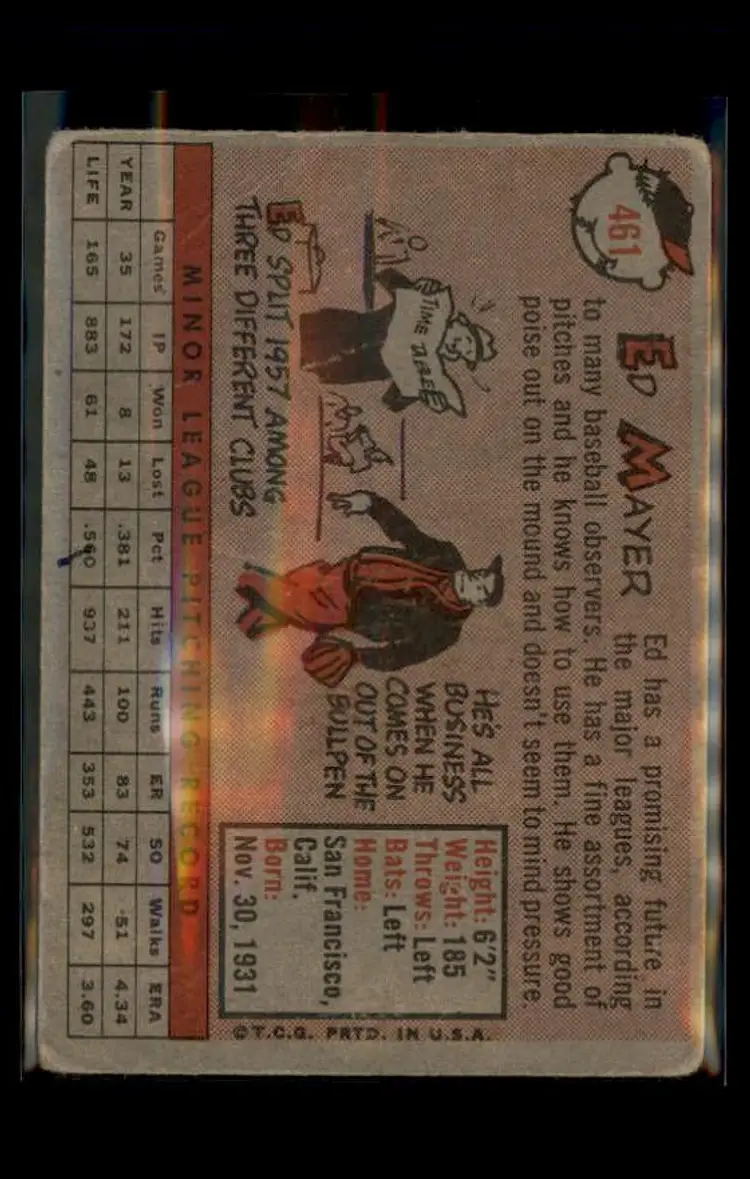 461
ED MAYER
Ed has a promising future in
the major leagues, according
to many baseball observers. He has a fine assortment of
pitches and he knows how to use them. He shows good
poise out on the mound and doesn't seem to mind pressure.
TIME TABLE
ED SPLIT 1957 AMONG
THREE DIFFERENT CLUBS
HE'S ALL
BUSINESS
WHEN HE
COMES ON
OUT OF THE
BULLPEN
Height: 6'2"
Weight: 185
Throws: Left
Bats: Left
Home:
San Francisco,
Calif.
Born:
Nov. 30, 1931
©T.C.G. PRTD. IN U.S.A.
MINOR LEAGUE PITCHING RECORD
Games IP Won Lost Pct Hits Runs ER SO Walks ERA
YEAR 35 172 8 13 .381 211 100 83 74 51 4.34
LIFE 165 883 61 48 .560 937 443 353 532 297 3.60